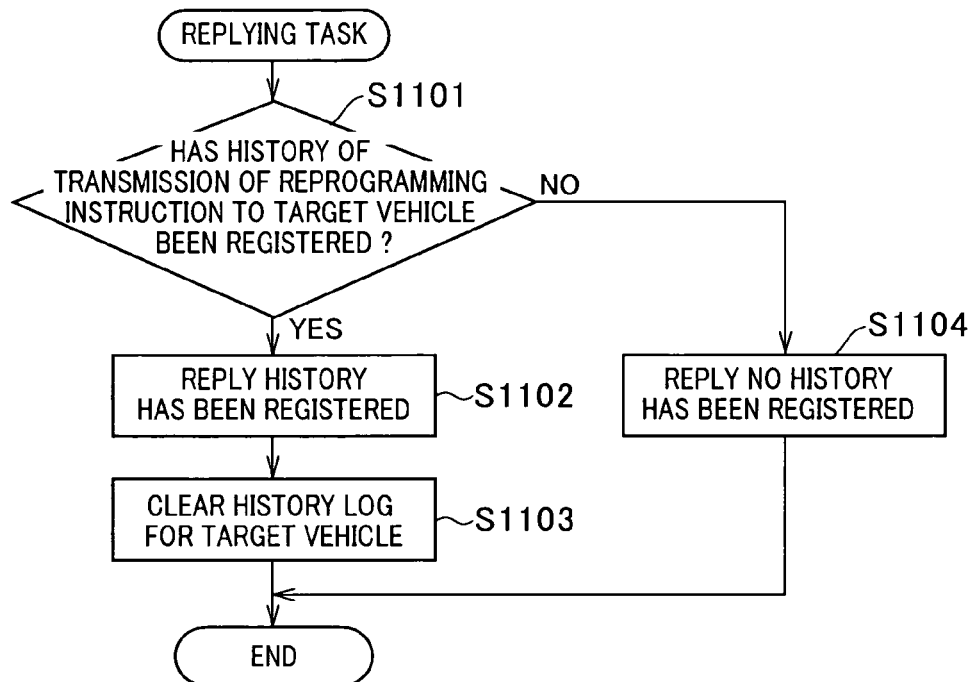 REPLYING TASK
S1101
HAS HISTORY OF
TRANSMISSION OF REPROGRAMMING
INSTRUCTION TO TARGET VEHICLE
BEEN REGISTERED ?
NO
YES
REPLY HISTORY
HAS BEEN REGISTERED
S1102
S1104
REPLY NO HISTORY
HAS BEEN REGISTERED
CLEAR HISTORY LOG
FOR TARGET VEHICLE
S1103
END